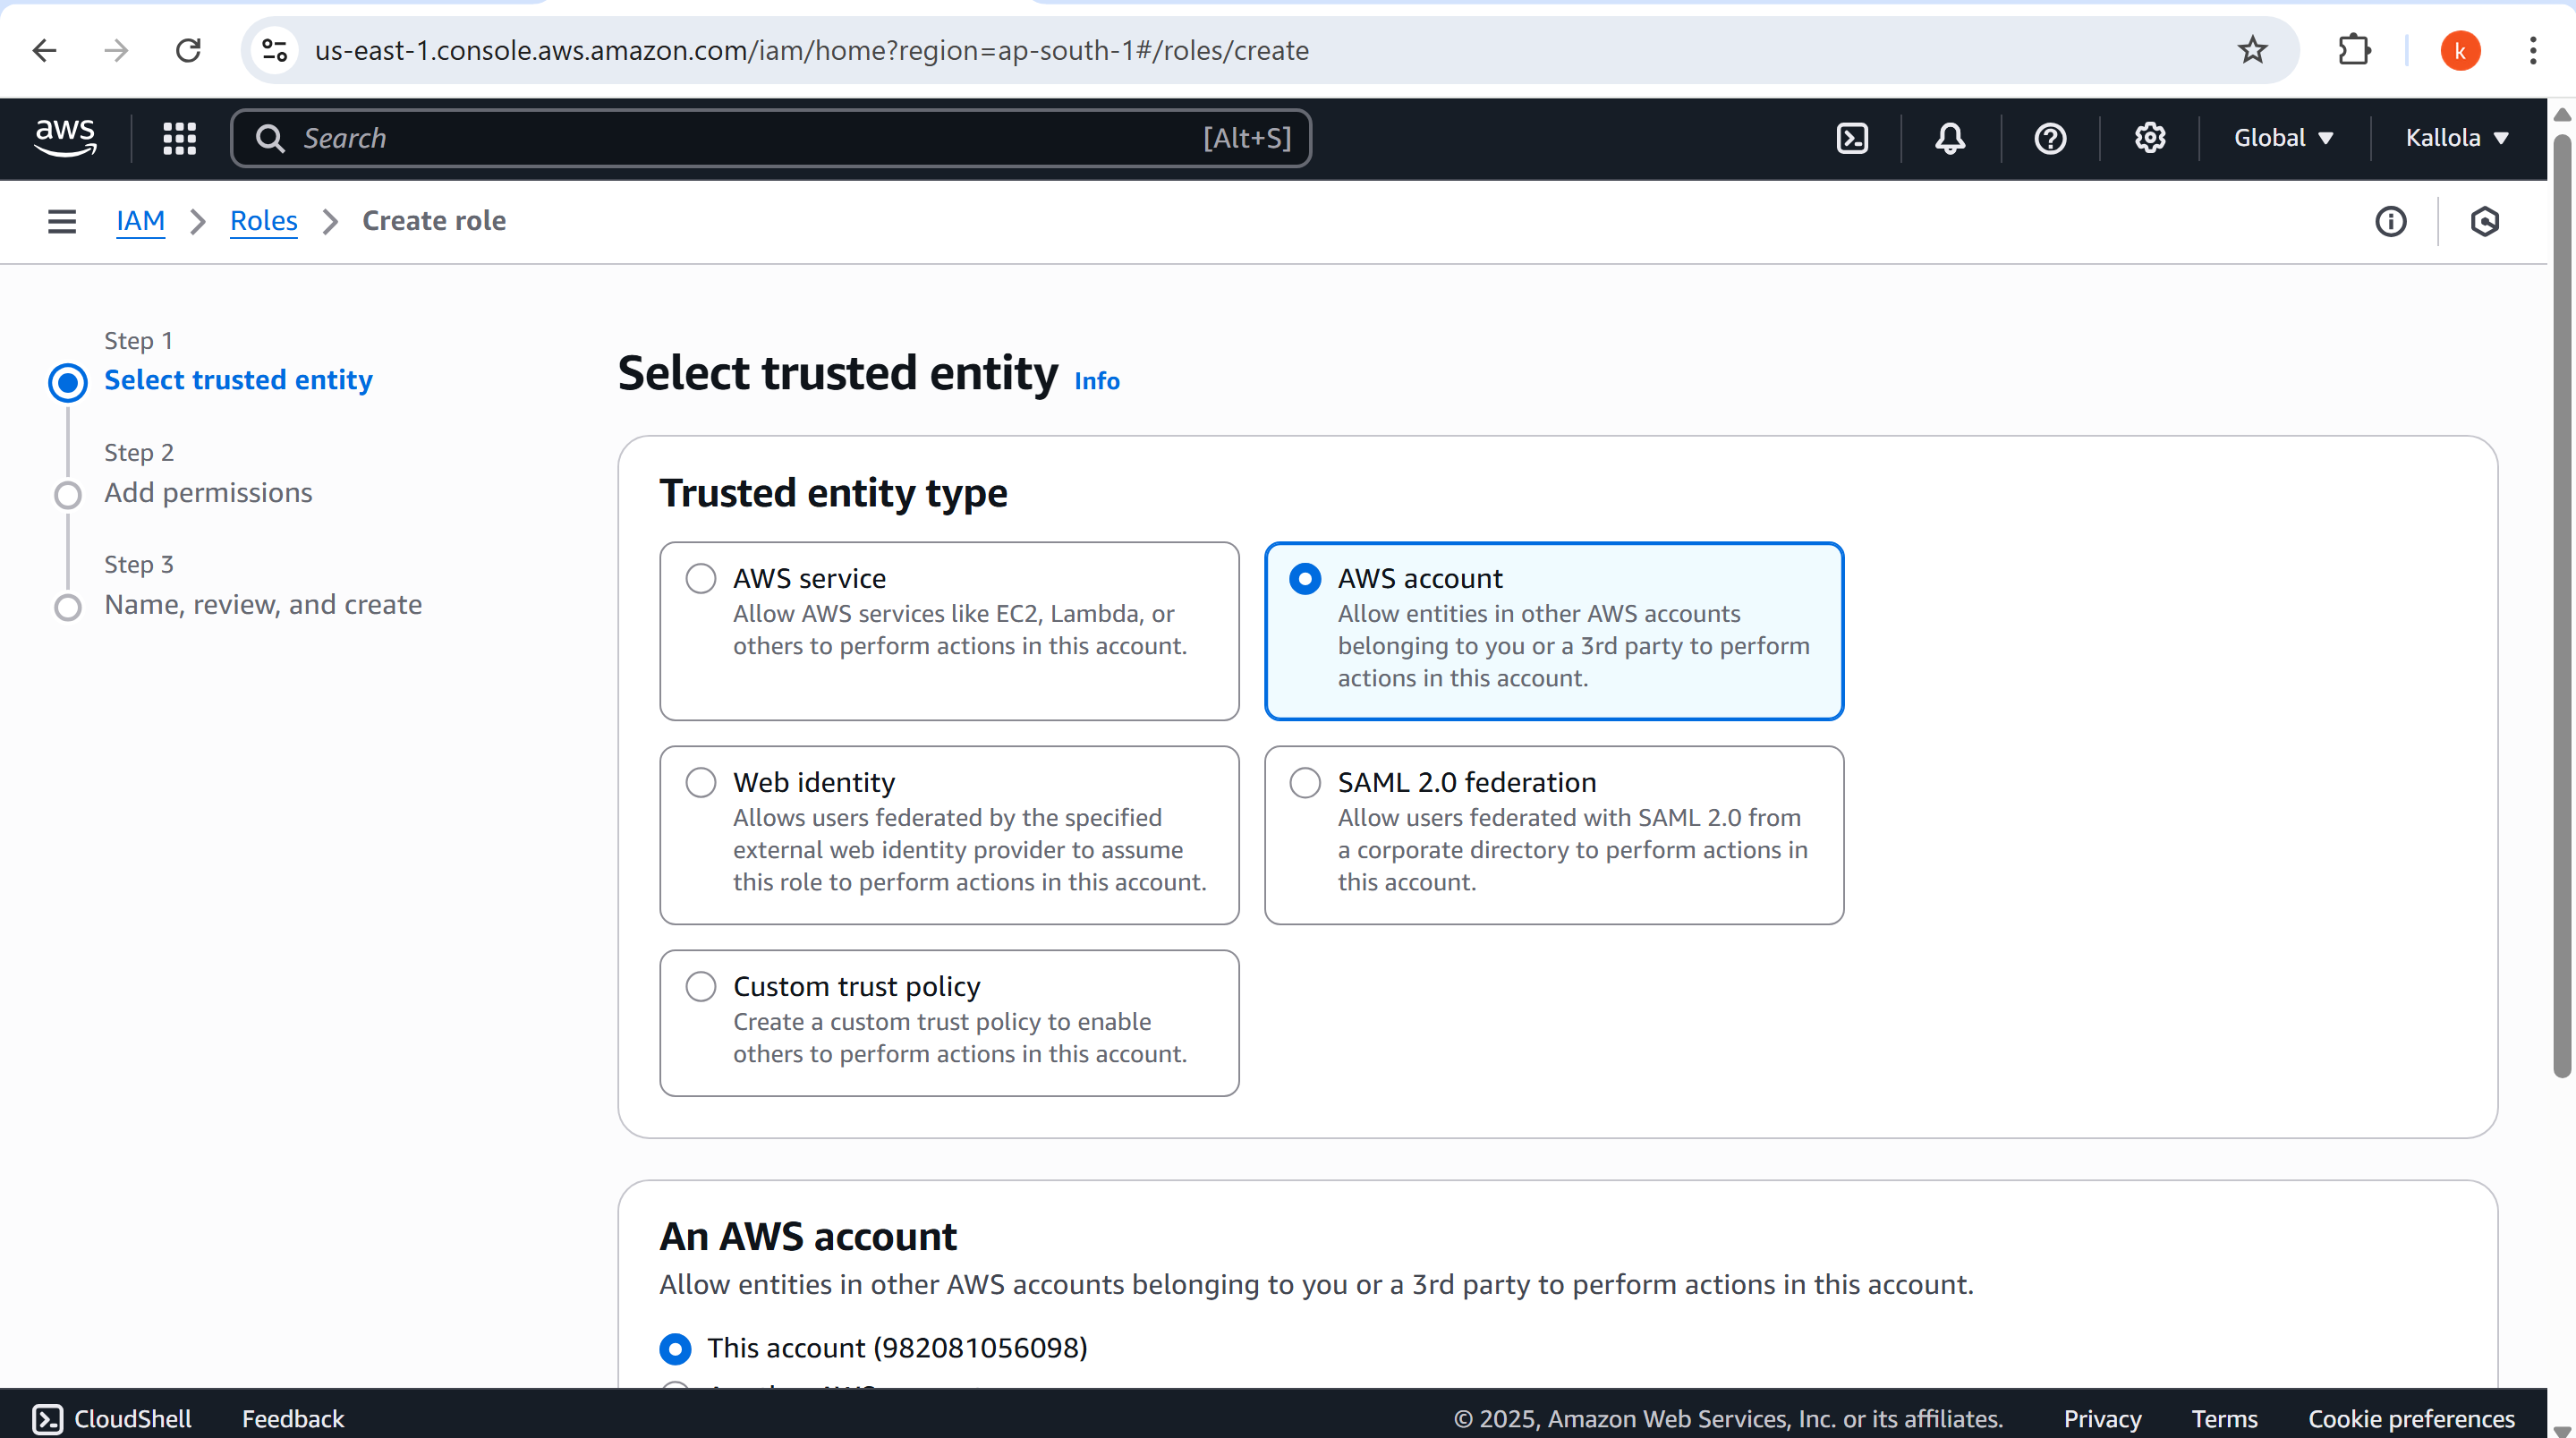 us-east-1.console.aws.amazon.com/iam/home?region=ap-south-1#/roles/create
k
aws
Search
[Alt+S]
Global
Kallola
IAM
Roles
Create role
Step 1
Select trusted entity
Step 2
Add permissions
Step 3
Name, review, and create
Select trusted entity Info
Trusted entity type
AWS service
Allow AWS services like EC2, Lambda, or
others to perform actions in this account.
AWS account
Allow entities in other AWS accounts
belonging to you or a 3rd party to perform
actions in this account.
Web identity
Allows users federated by the specified
external web identity provider to assume
this role to perform actions in this account.
SAML 2.0 federation
Allow users federated with SAML 2.0 from
a corporate directory to perform actions in
this account.
Custom trust policy
Create a custom trust policy to enable
others to perform actions in this account.
An AWS account
Allow entities in other AWS accounts belonging to you or a 3rd party to perform actions in this account.
This account (982081056098)
CloudShell
Feedback
© 2025, Amazon Web Services, Inc. or its affiliates.
Privacy
Terms
Cookie preferences